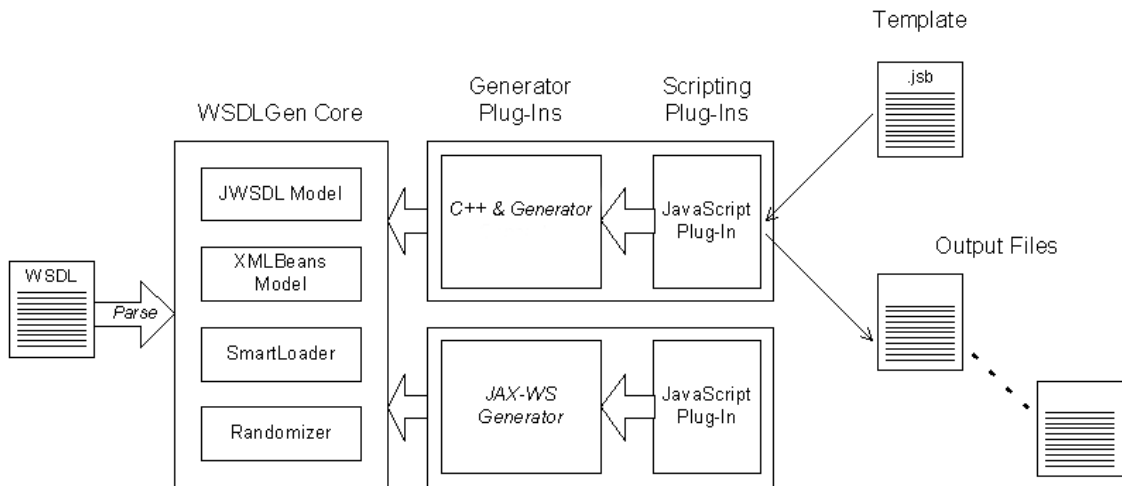 Template
.jsb
Generator
Plug-Ins
Scripting
Plug-Ins
WSDLGen Core
JWSDL Model
XMLBeans
Model
SmartLoader
Randomizer
WSDL
Parse
C++ & Generator
JavaScript
Plug-In
JAX-WS
Generator
JavaScript
Plug-In
Output Files